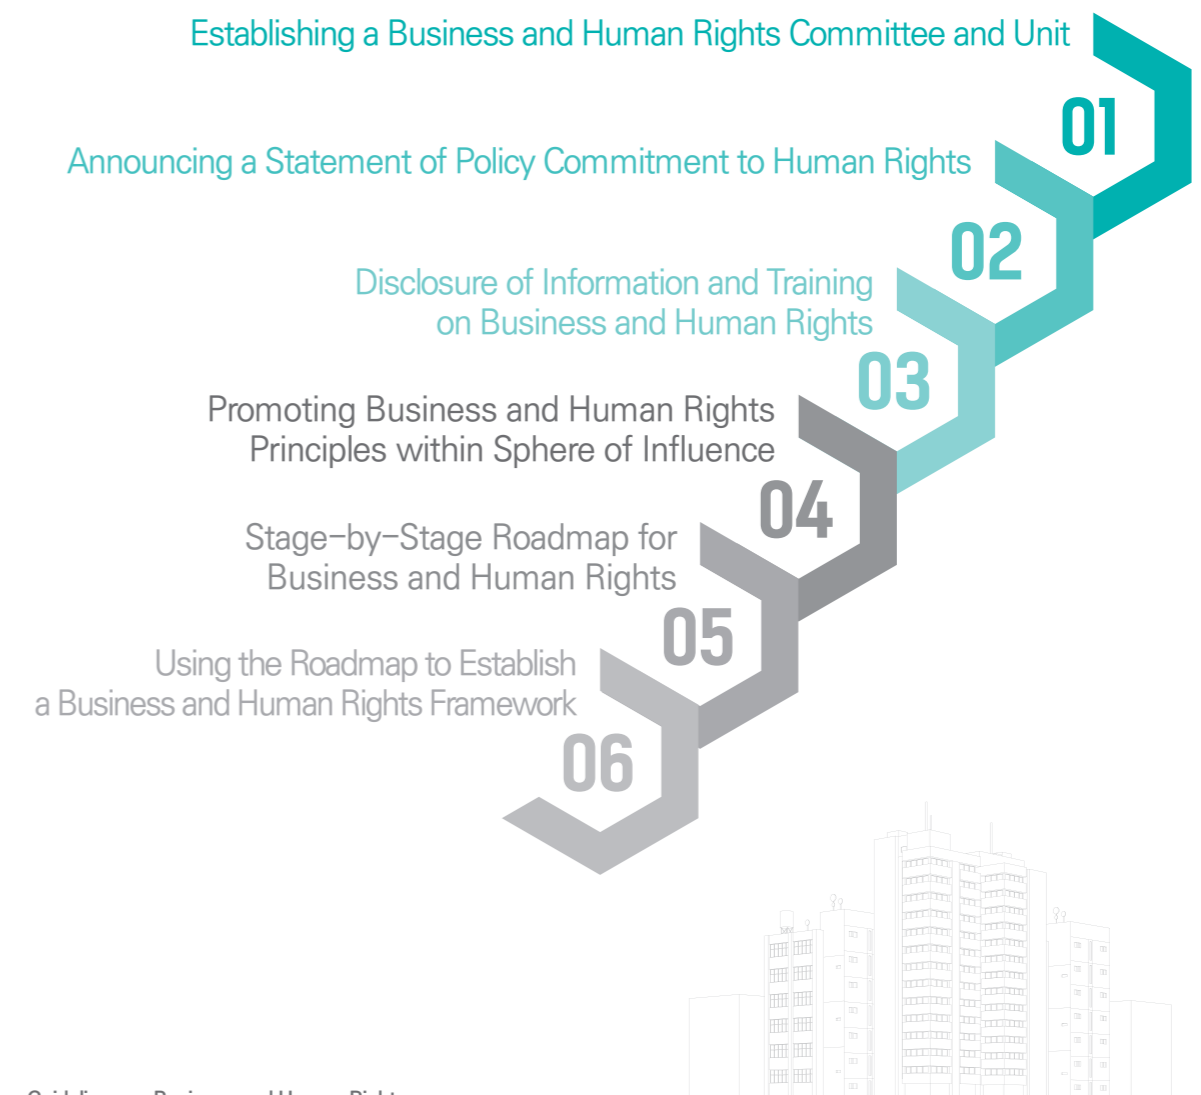 Establishing a Business and Human Rights Committee and Unit
01
Announcing a Statement of Policy Commitment to Human Rights
02
Disclosure of Information and Training
on Business and Human Rights
03
Promoting Business and Human Rights
Principles within Sphere of Influence
04
Stage-by-Stage Roadmap for
Business and Human Rights
05
Using the Roadmap to Establish
a Business and Human Rights Framework
06